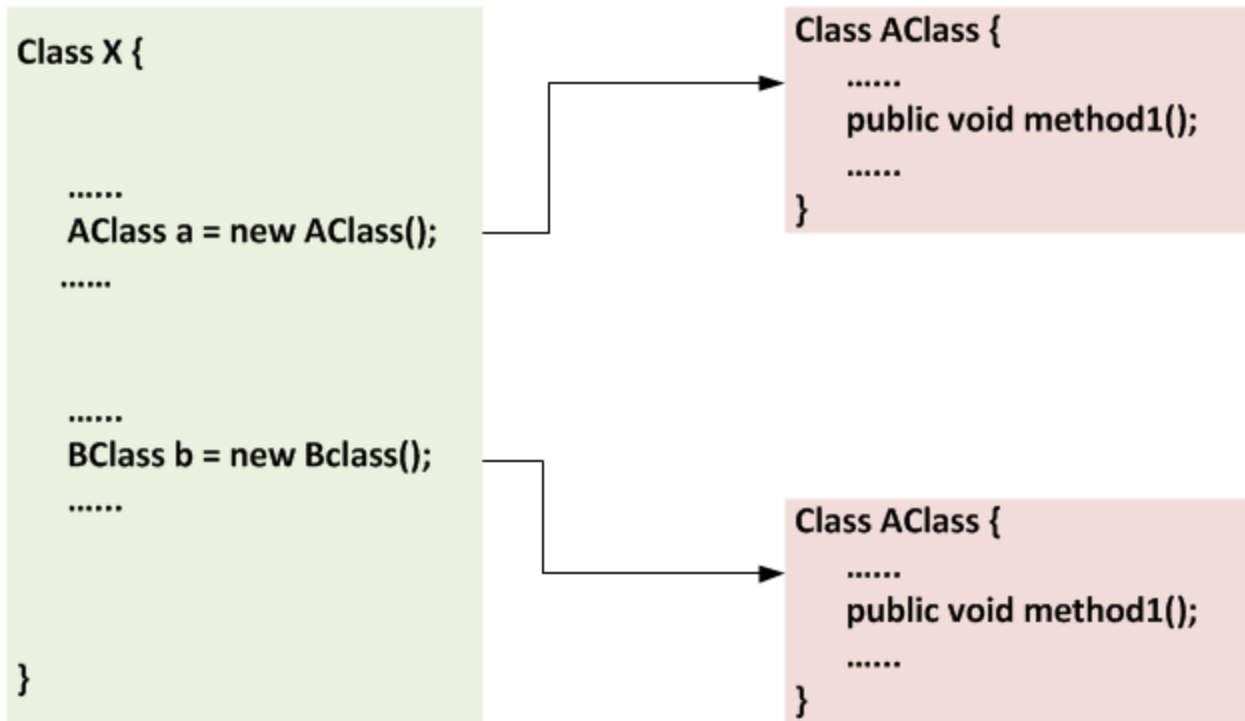 Class X {
......
AClass a = new AClass();
......
......
BClass b = new Bclass();
......
}
Class AClass {
......
public void method1();
......
}
Class AClass {
......
public void method1();
......
}